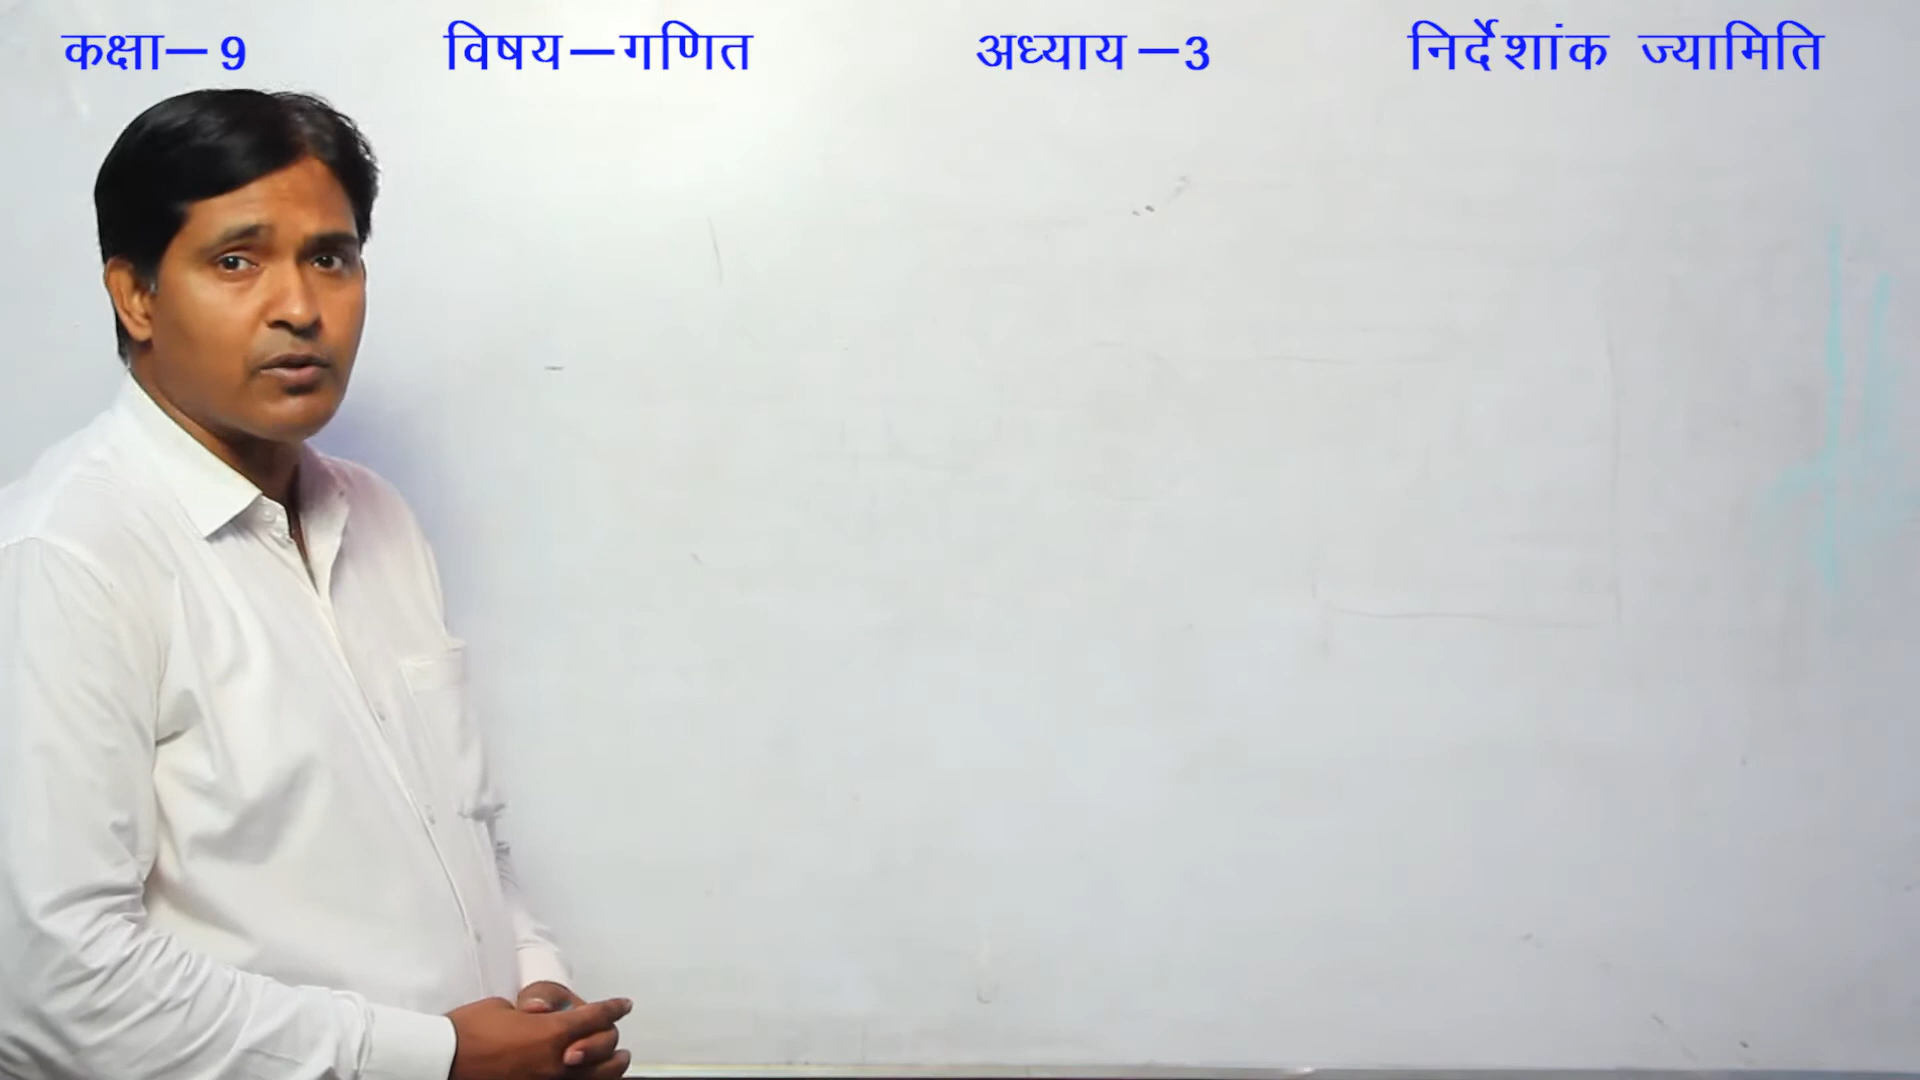 कक्षा–9 विषय–गणित अध्याय–3 निर्देशांक ज्यामिति